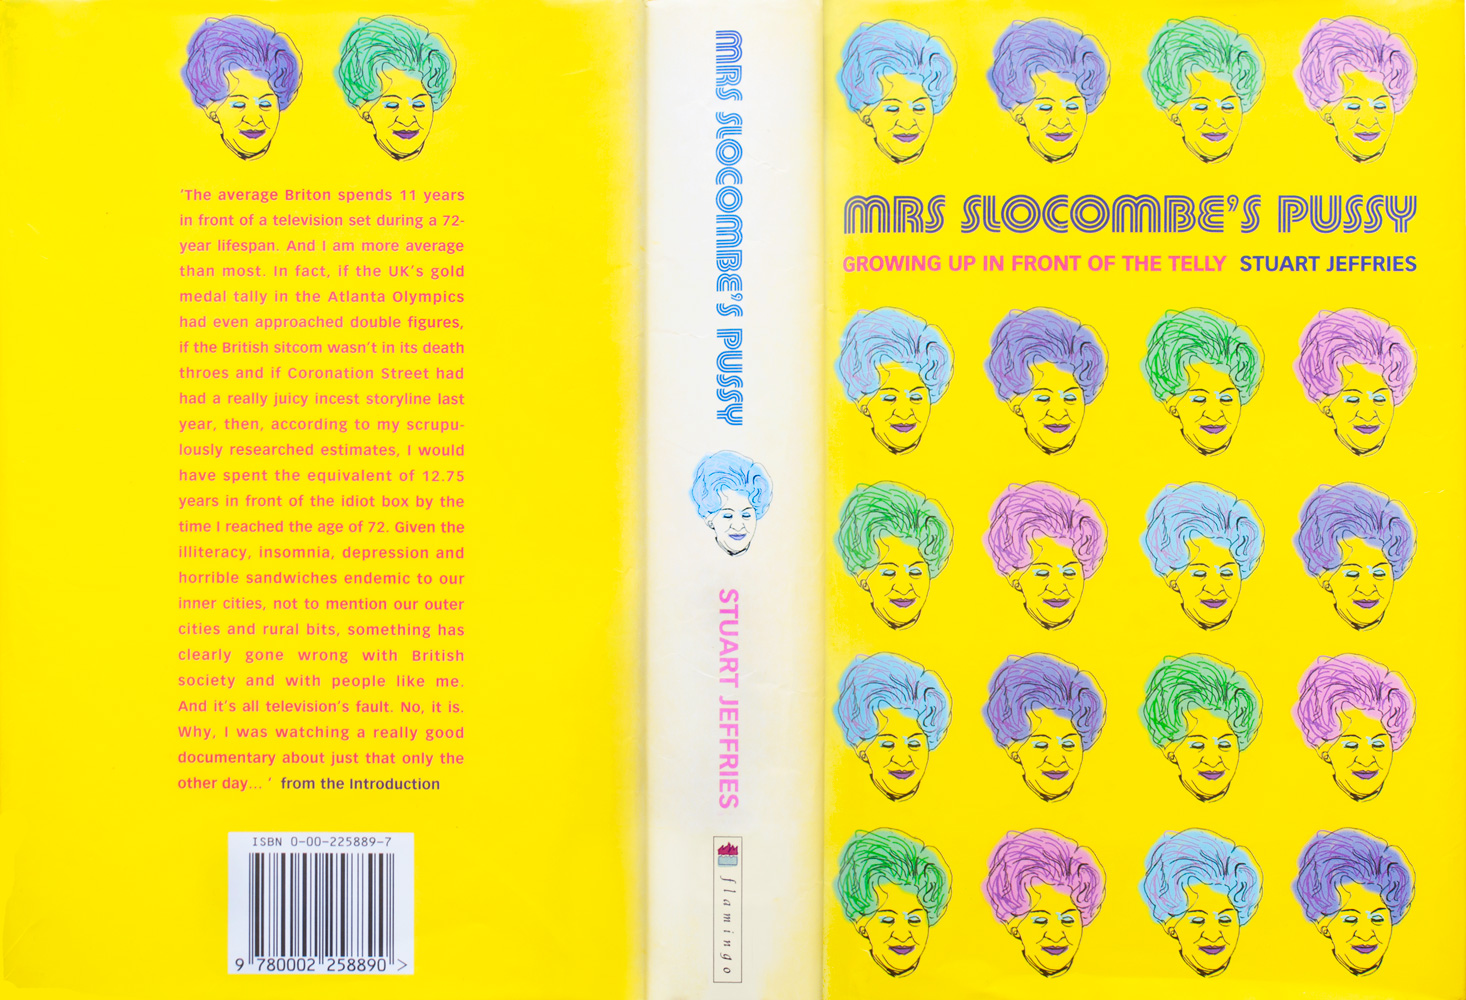 'The average Briton spends 11 years
in front of a television set during a 72-
year lifespan. And I am more average
than most. In fact, if the UK's gold
medal tally in the Atlanta Olympics
had even approached double figures,
if the British sitcom wasn't in its death
throes and if Coronation Street had
had a really juicy incest storyline last
year, then, according to my scrupu-
lously researched estimates, I would
have spent the equivalent of 12.75
years in front of the idiot box by the
time I reached the age of 72. Given the
illiteracy, insomnia, depression and
horrible sandwiches endemic to our
inner cities, not to mention our outer
cities and rural bits, something has
clearly gone wrong with British
society and with people like me.
And it's all television's fault. No, it is.
Why, I was watching a really good
documentary about just that only the
other day... ' from the Introduction
ISBN 0-00-225889-7
9 780002 258890 >
MRS SLOCOMBE'S PUSSY
STUART JEFFRIES
flamingo
MRS SLOCOMBE'S PUSSY
GROWING UP IN FRONT OF THE TELLY STUART JEFFRIES